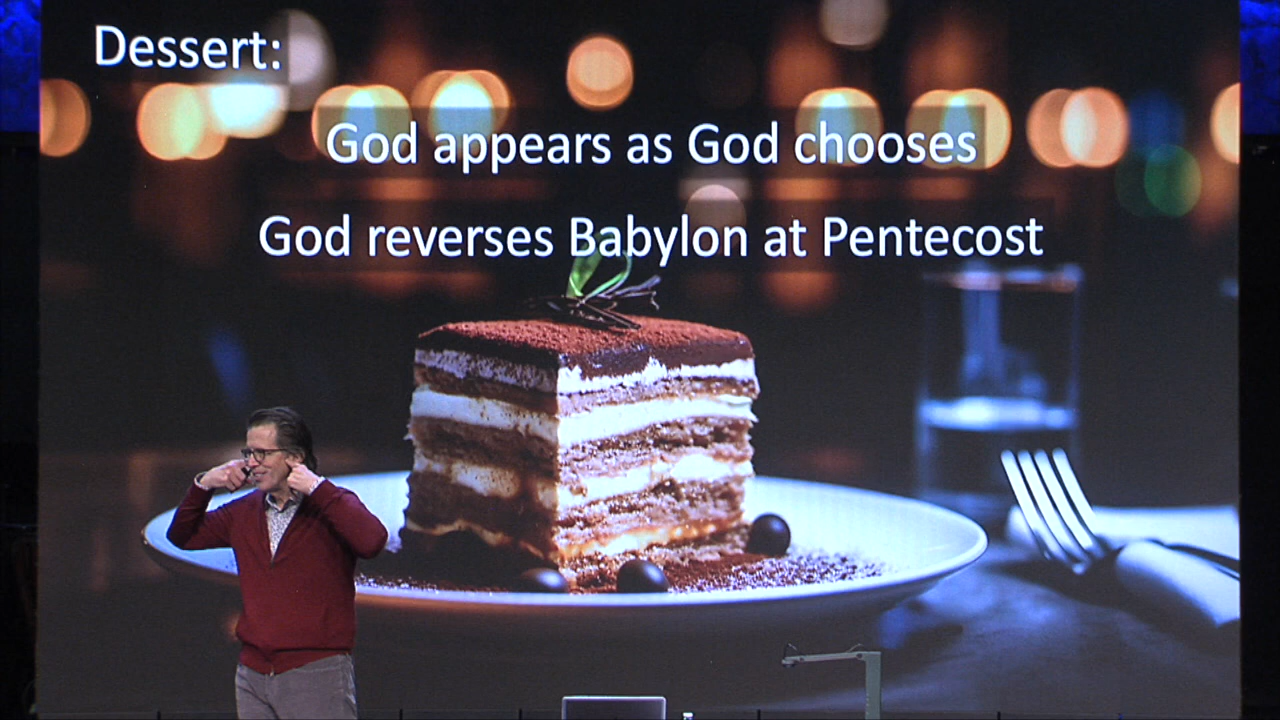 Dessert:
God appears as God chooses
God reverses Babylon at Pentecost